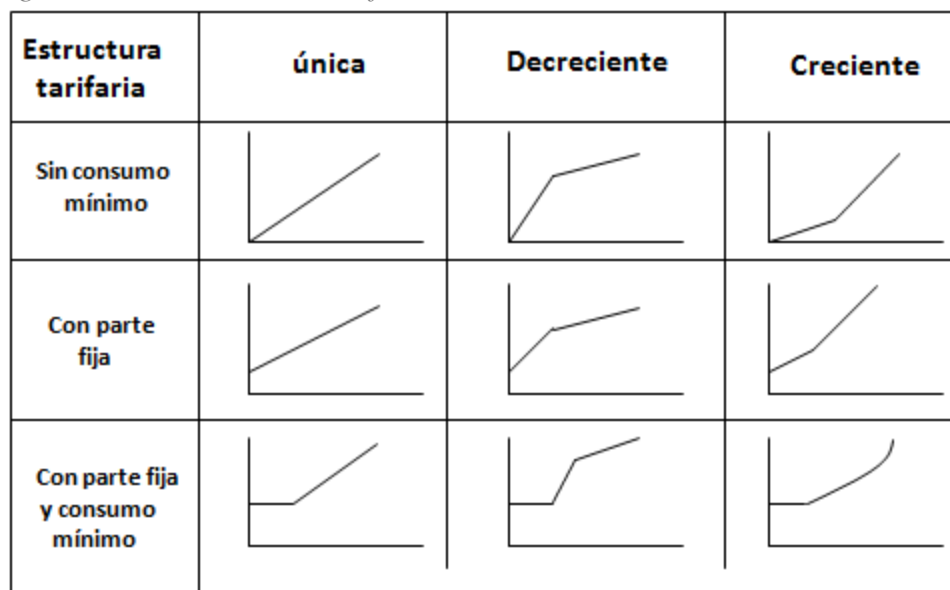 Estructura
tarifaria
única
Decreciente
Creciente
Sin consumo
mínimo
Con parte
fija
Con parte fija
y consumo
mínimo